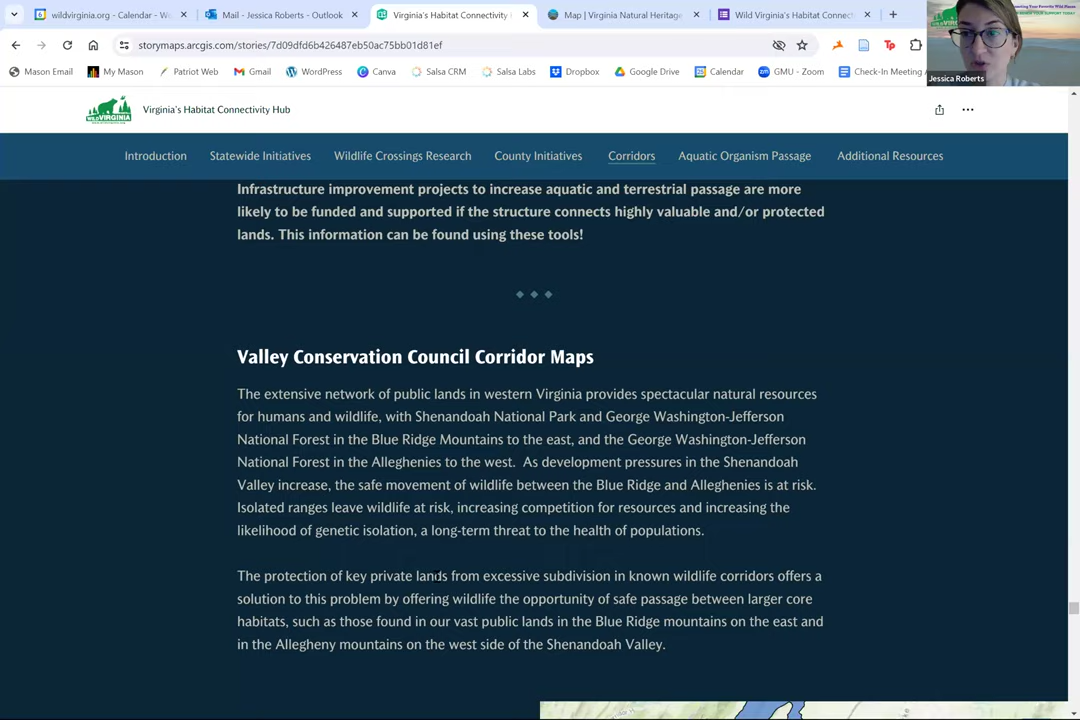 wildvirginia.org - Calendar - W
Mail - Jessica Roberts - Outlook
Virginia's Habitat Connectivity
Map | Virginia Natural Heritage
Wild Virginia's Habitat Connect
storymaps.arcgis.com/stories/7d09dfd6b426487eb50ac75bb01d81ef
Mason Email
My Mason
Patriot Web
Gmail
WordPress
Canva
Salsa CRM
Salsa Labs
Dropbox
Google Drive
Calendar
GMU - Zoom
Check-In Meeting
Jessica Roberts
WILD VIRGINIA
Virginia's Habitat Connectivity Hub
Introduction
Statewide Initiatives
Wildlife Crossings Research
County Initiatives
Corridors
Aquatic Organism Passage
Additional Resources
Infrastructure improvement projects to increase aquatic and terrestrial passage are more
likely to be funded and supported if the structure connects highly valuable and/or protected
lands. This information can be found using these tools!
Valley Conservation Council Corridor Maps
The extensive network of public lands in western Virginia provides spectacular natural resources
for humans and wildlife, with Shenandoah National Park and George Washington-Jefferson
National Forest in the Blue Ridge Mountains to the east, and the George Washington-Jefferson
National Forest in the Alleghenies to the west. As development pressures in the Shenandoah
Valley increase, the safe movement of wildlife between the Blue Ridge and Alleghenies is at risk.
Isolated ranges leave wildlife at risk, increasing competition for resources and increasing the
likelihood of genetic isolation, a long-term threat to the health of populations.
The protection of key private lands from excessive subdivision in known wildlife corridors offers a
solution to this problem by offering wildlife the opportunity of safe passage between larger core
habitats, such as those found in our vast public lands in the Blue Ridge mountains on the east and
in the Allegheny mountains on the west side of the Shenandoah Valley.